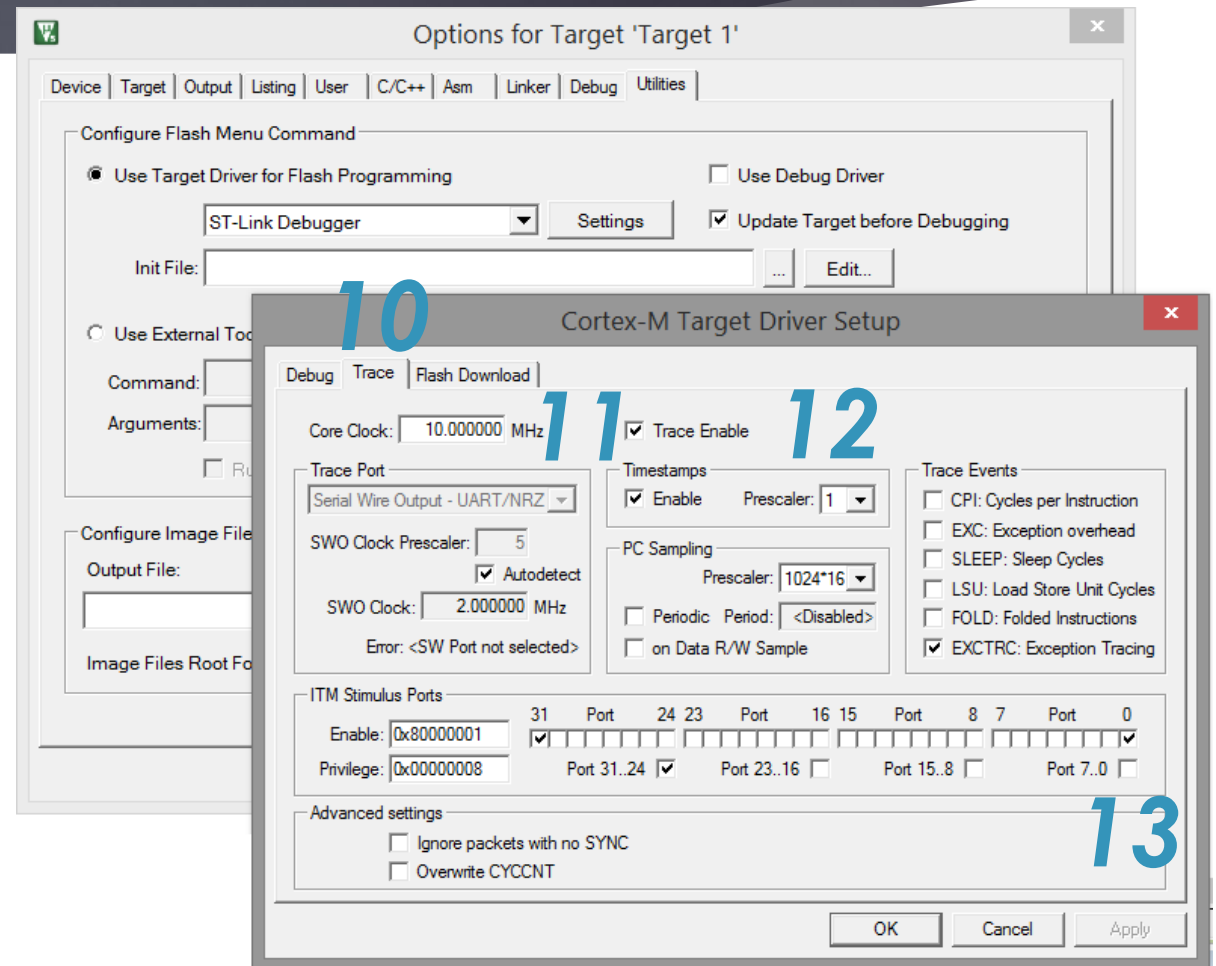 Options for Target 'Target 1'
Device Target Output Listing User C/C++ Asm Linker Debug Utilities
Configure Flash Menu Command
Use Target Driver for Flash Programming Use Debug Driver
ST-Link Debugger Settings Update Target before Debugging
Init File: ... Edit...
Use External Too
Command:
Arguments:
Ru
Configure Image File
Output File:
Image Files Root Fo
10
Cortex-M Target Driver Setup
Debug Trace Flash Download
11 12
Core Clock: 10.000000 MHz Trace Enable
Trace Port
Serial Wire Output - UART/NRZ
SWO Clock Prescaler: 5
Autodetect
SWO Clock: 2.000000 MHz
Error: <SW Port not selected>
Timestamps
Enable Prescaler: 1
PC Sampling
Prescaler: 1024*16
Periodic Period: <Disabled>
on Data R/W Sample
Trace Events
CPI: Cycles per Instruction
EXC: Exception overhead
SLEEP: Sleep Cycles
LSU: Load Store Unit Cycles
FOLD: Folded Instructions
EXCTRC: Exception Tracing
ITM Stimulus Ports
31 Port 24 23 Port 16 15 Port 8 7 Port 0
Enable: 0x80000001
Privilege: 0x00000008 Port 31..24 Port 23..16 Port 15..8 Port 7..0
Advanced settings
Ignore packets with no SYNC
Overwrite CYCCNT
13
OK Cancel Apply